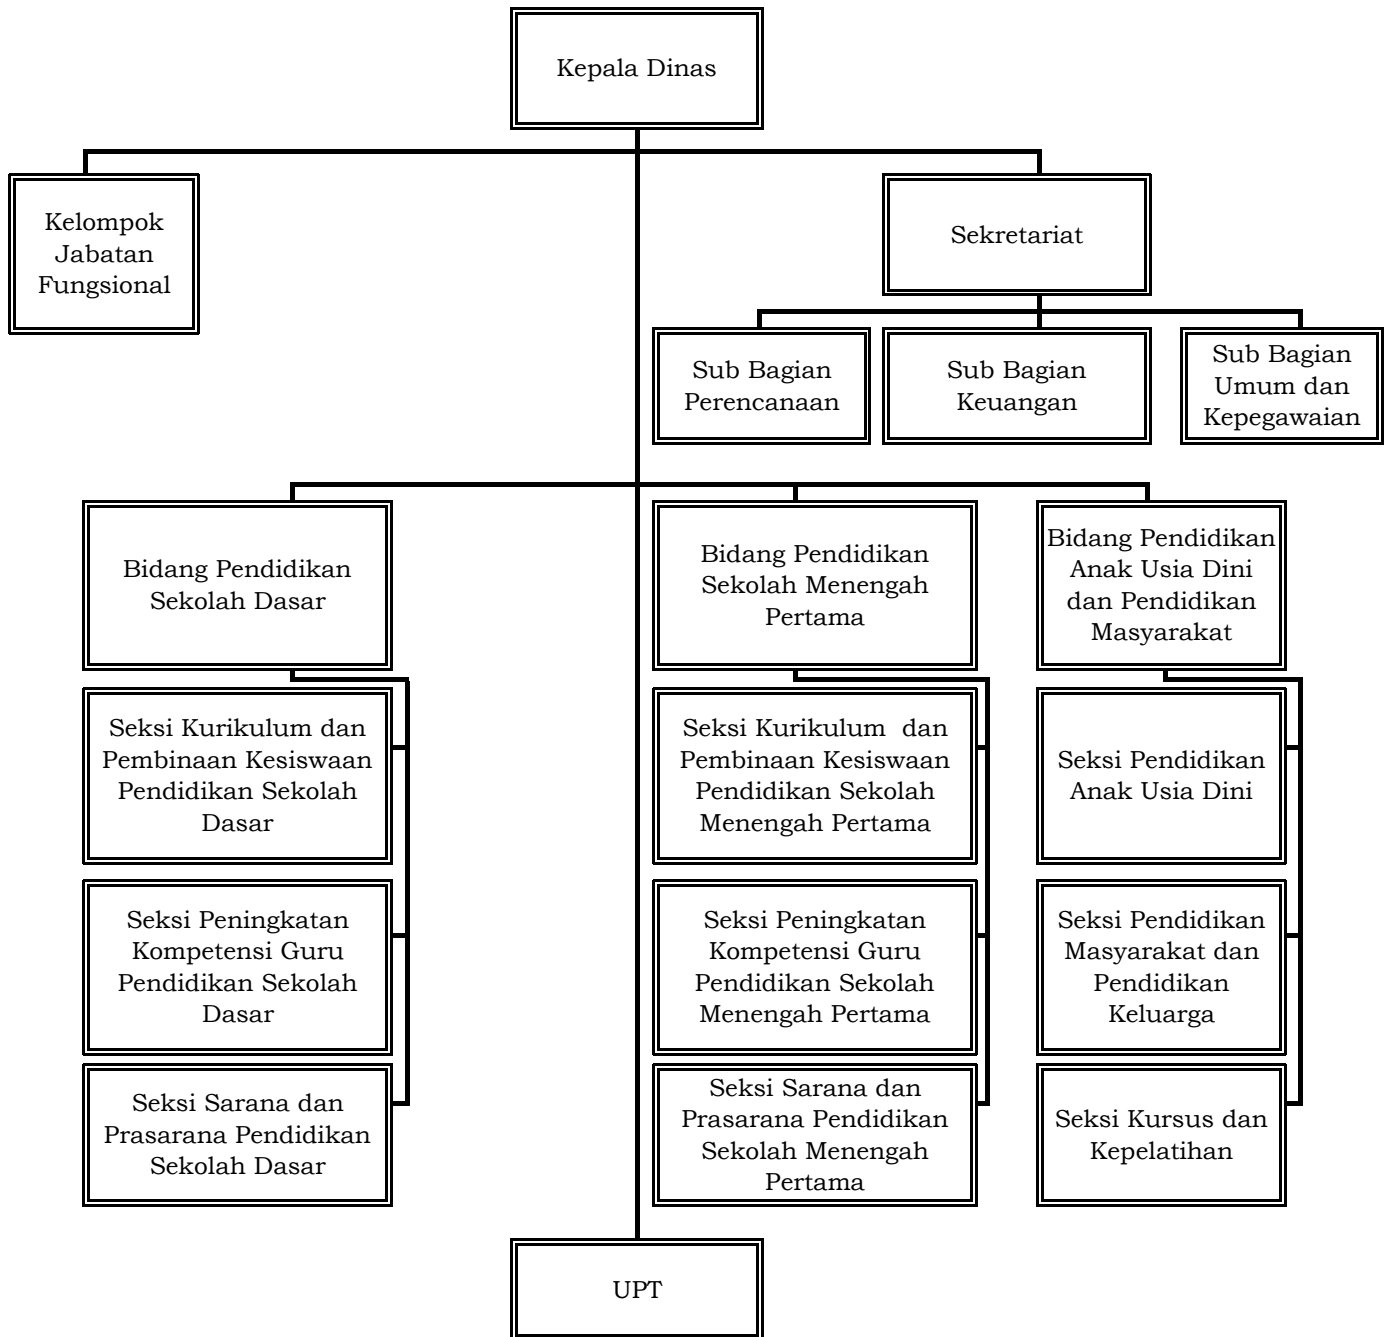 Kepala Dinas
Kelompok
Jabatan
Fungsional
Sekretariat
Sub Bagian
Perencanaan
Sub Bagian
Keuangan
Sub Bagian
Umum dan
Kepegawaian
Bidang Pendidikan
Sekolah Dasar
Bidang Pendidikan
Sekolah Menengah
Pertama
Bidang Pendidikan
Anak Usia Dini
dan Pendidikan
Masyarakat
Seksi Kurikulum dan
Pembinaan Kesiswaan
Pendidikan Sekolah
Dasar
Seksi Kurikulum  dan
Pembinaan Kesiswaan
Pendidikan Sekolah
Menengah Pertama
Seksi Pendidikan
Anak Usia Dini
Seksi Peningkatan
Kompetensi Guru
Pendidikan Sekolah
Dasar
Seksi Peningkatan
Kompetensi Guru
Pendidikan Sekolah
Menengah Pertama
Seksi Pendidikan
Masyarakat dan
Pendidikan
Keluarga
Seksi Sarana dan
Prasarana Pendidikan
Sekolah Dasar
Seksi Sarana dan
Prasarana Pendidikan
Sekolah Menengah
Pertama
Seksi Kursus dan
Kepelatihan
UPT